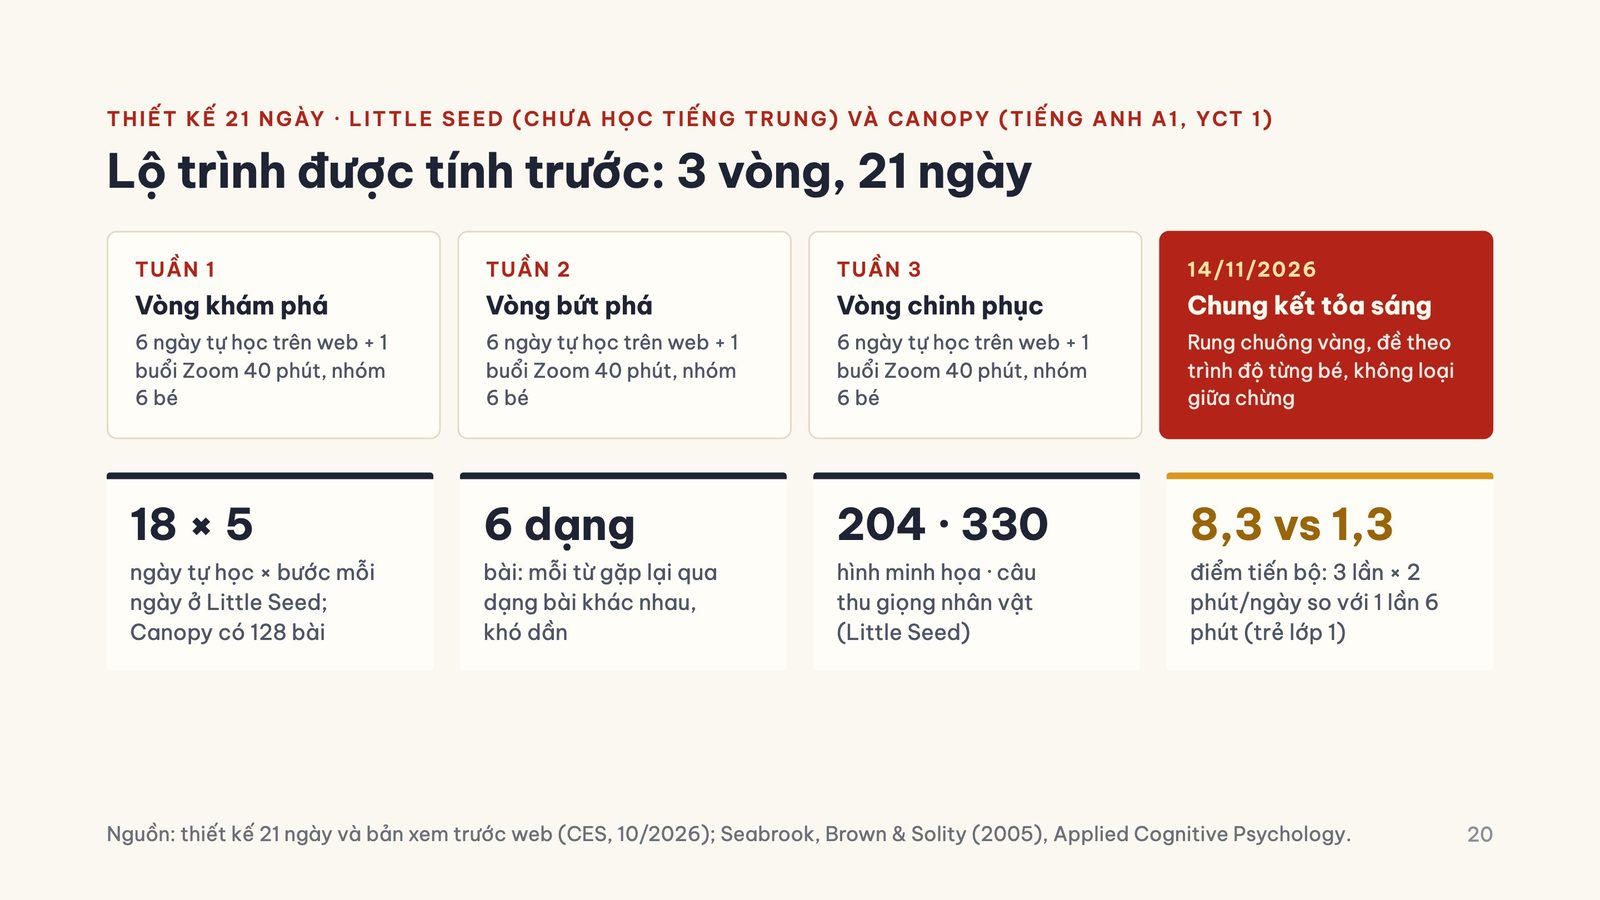 THIẾT KẾ 21 NGÀY · LITTLE SEED (CHƯA HỌC TIẾNG TRUNG) VÀ CANOPY (TIẾNG ANH A1, YCT 1)
Lộ trình được tính trước: 3 vòng, 21 ngày
TUẦN 1
Vòng khám phá
6 ngày tự học trên web + 1
buổi Zoom 40 phút, nhóm
6 bé
TUẦN 2
Vòng bứt phá
6 ngày tự học trên web + 1
buổi Zoom 40 phút, nhóm
6 bé
TUẦN 3
Vòng chinh phục
6 ngày tự học trên web + 1
buổi Zoom 40 phút, nhóm
6 bé
14/11/2026
Chung kết tỏa sáng
Rung chuông vàng, đề theo
trình độ từng bé, không loại
giữa chừng
18 × 5
ngày tự học × bước mỗi
ngày ở Little Seed;
Canopy có 128 bài
6 dạng
bài: mỗi từ gặp lại qua
dạng bài khác nhau,
khó dần
204 · 330
hình minh họa · câu
thu giọng nhân vật
(Little Seed)
8,3 vs 1,3
điểm tiến bộ: 3 lần × 2
phút/ngày so với 1 lần 6
phút (trẻ lớp 1)
Nguồn: thiết kế 21 ngày và bản xem trước web (CES, 10/2026); Seabrook, Brown & Solity (2005), Applied Cognitive Psychology.
20